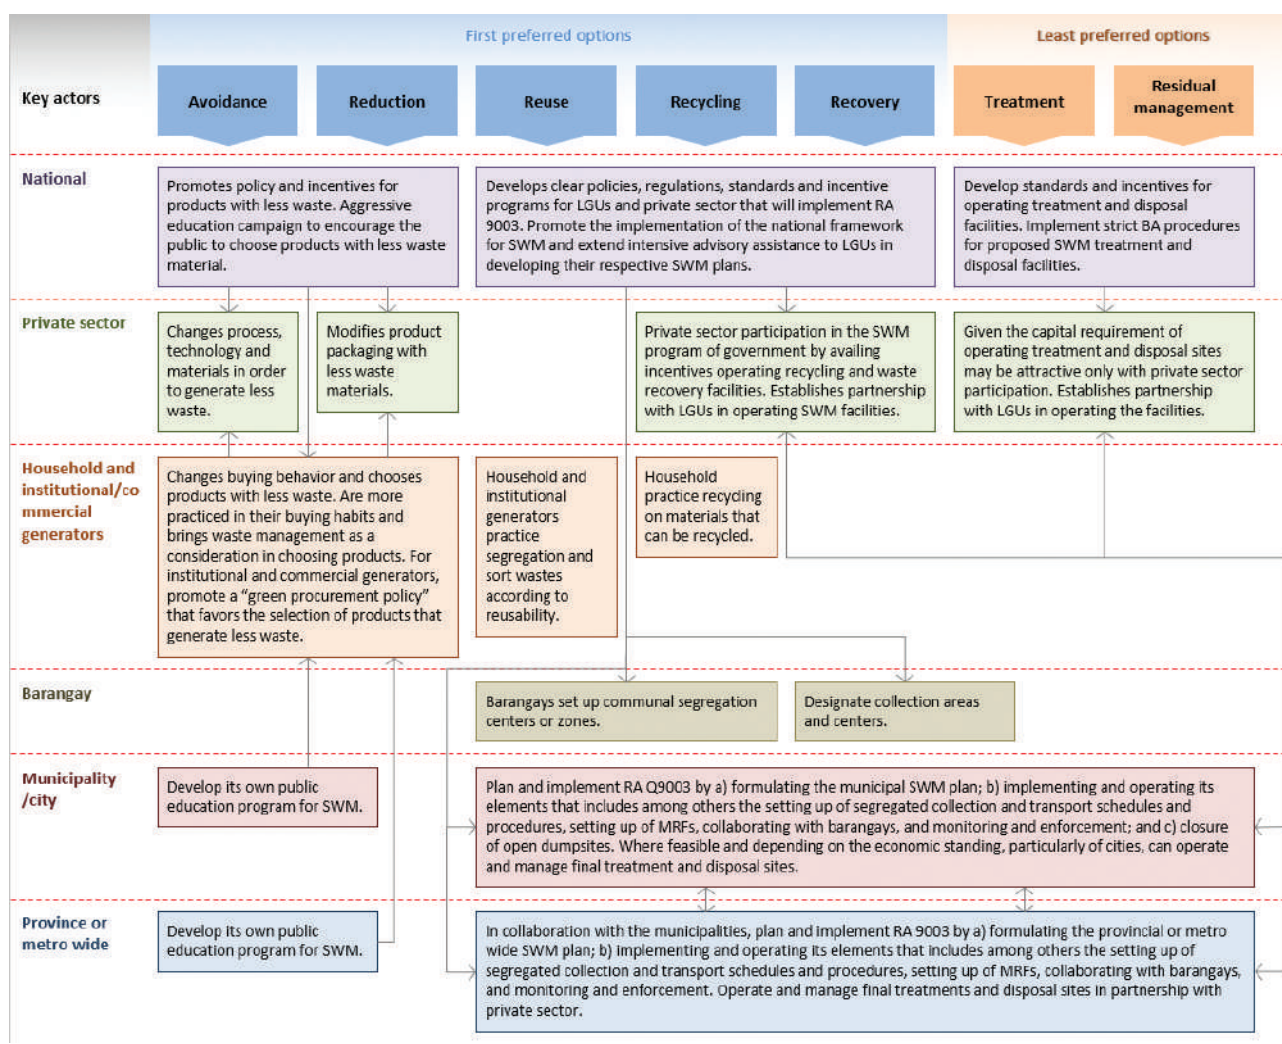 First preferred options
Least preferred options
Key actors
Avoidance
Reduction
Reuse
Recycling
Recovery
Treatment
Residual
management
National
Promotes policy and incentives for
products with less waste. Aggressive
education campaign to encourage the
public to choose products with less waste
material.
Develops clear policies, regulations, standards and incentive
programs for LGUs and private sector that will implement RA
9003. Promote the implementation of the national framework
for SWM and extend intensive advisory assistance to LGUs in
developing their respective SWM plans.
Develop standards and incentives for
operating treatment and disposal
facilities. Implement strict BA procedures
for proposed SWM treatment and
disposal facilities.
Private sector
Changes process,
technology and
materials in order
to generate less
waste.
Modifies product
packaging with
less waste
materials.
Private sector participation in the SWM
program of government by availing
incentives operating recycling and waste
recovery facilities. Establishes partnership
with LGUs in operating SWM facilities.
Given the capital requirement of
operating treatment and disposal sites
may be attractive only with private sector
participation. Establishes partnership
with LGUs in operating the facilities.
Household and
institutional/co
mmercial
generators
Changes buying behavior and chooses
products with less waste. Are more
practiced in their buying habits and
brings waste management as a
consideration in choosing products. For
institutional and commercial generators,
promote a “green procurement policy”
that favors the selection of products that
generate less waste.
Household and
institutional
generators
practice
segregation and
sort wastes
according to
reusability.
Household
practice recycling
on materials that
can be recycled.
Barangay
Barangays set up communal segregation
centers or zones.
Designate collection areas
and centers.
Municipality
/city
Develop its own public
education program for SWM.
Plan and implement RA Q9003 by a) formulating the municipal SWM plan; b) implementing and operating its
elements that includes among others the setting up of segregated collection and transport schedules and
procedures, setting up of MRFs, collaborating with barangays, and monitoring and enforcement; and c) closure
of open dumpsites. Where feasible and depending on the economic standing, particularly of cities, can operate
and manage final treatment and disposal sites.
Province or
metro wide
Develop its own public
education program for SWM.
In collaboration with the municipalities, plan and implement RA 9003 by a) formulating the provincial or metro
wide SWM plan; b) implementing and operating its elements that includes among others the setting up of
segregated collection and transport schedules and procedures, setting up of MRFs, collaborating with barangays,
and monitoring and enforcement. Operate and manage final treatments and disposal sites in partnership with
private sector.